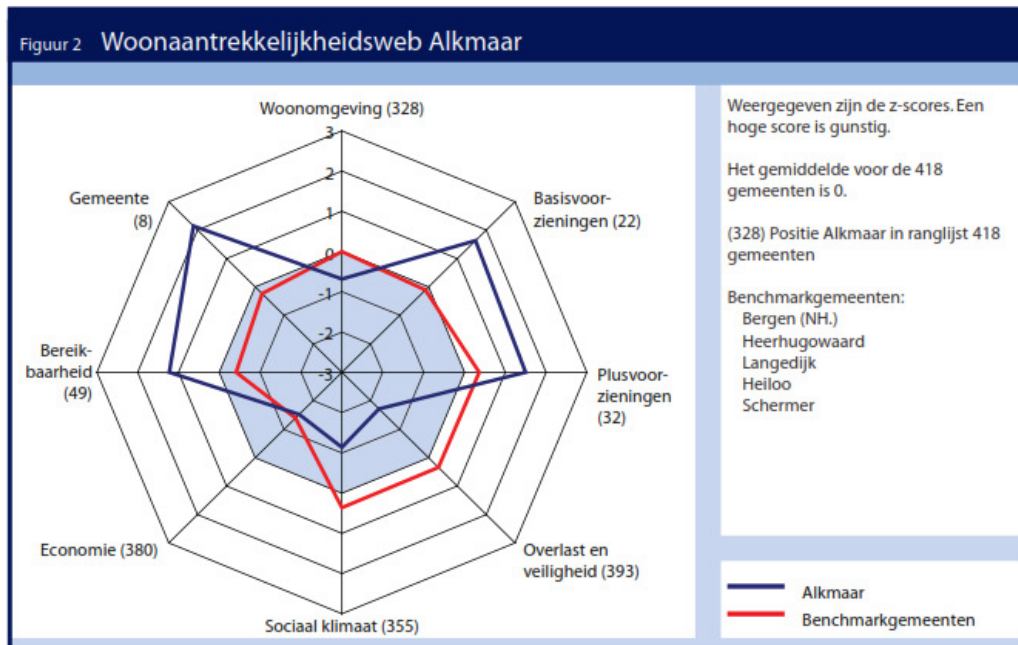 Figuur 2 Woonaantrekkelijkheidsweb Alkmaar
Woonomgeving (328)
3
2
1
0
-1
-2
-3
Gemeente
(8)
Basisvoor-
zieningen (22)
Bereik-
baarheid
(49)
Plusvoor-
zieningen
(32)
Economie (380)
Overlast en
veiligheid (393)
Sociaal klimaat (355)
Weergegeven zijn de z-scores. Een
hoge score is gunstig.
Het gemiddelde voor de 418
gemeenten is 0.
(328) Positie Alkmaar in ranglijst 418
gemeenten
Benchmarkgemeenten:
Bergen (NH.)
Heerhugowaard
Langedijk
Heiloo
Schermer
Alkmaar
Benchmarkgemeenten